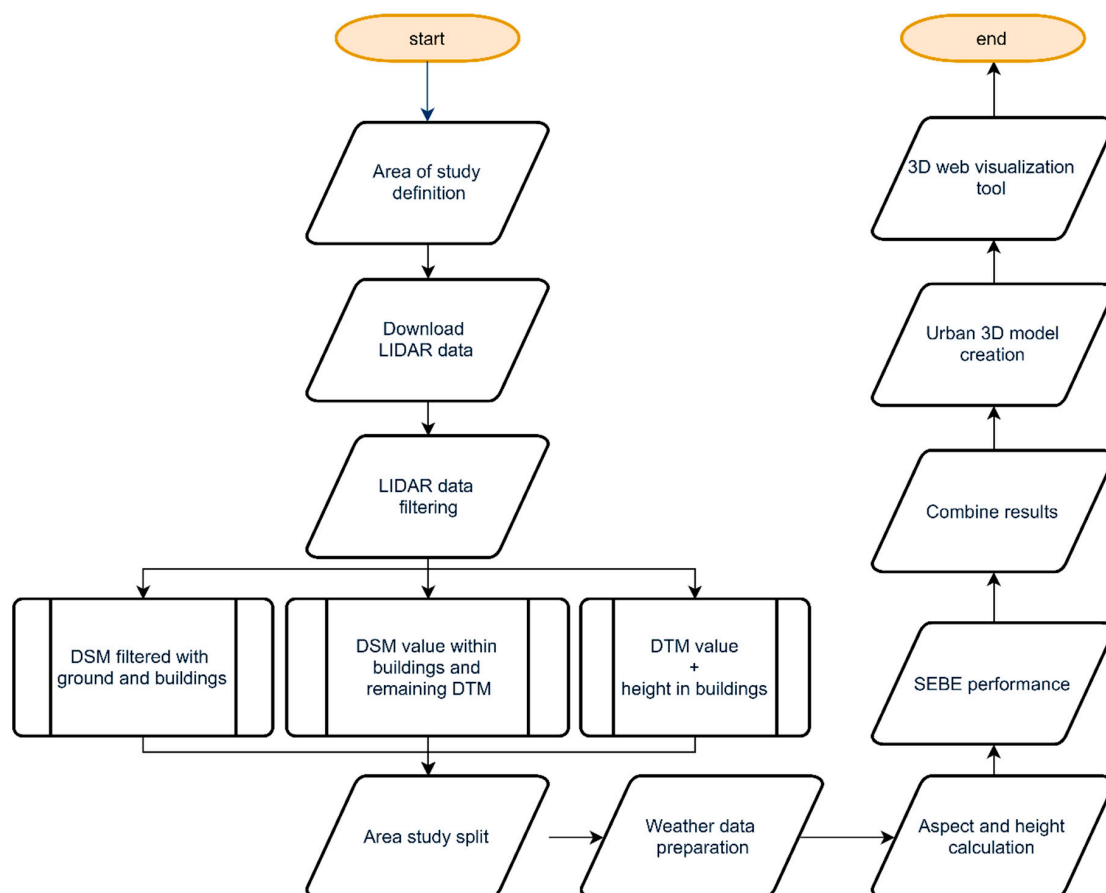 start
Area of study
definition
Download
LIDAR data
LIDAR data
filtering
DSM filtered with
ground and buildings
DSM value within
buildings and
remaining DTM
DTM value
+
height in buildings
Area study split
Weather data
preparation
Aspect and height
calculation
SEBE performance
Combine results
Urban 3D model
creation
3D web visualization
tool
end